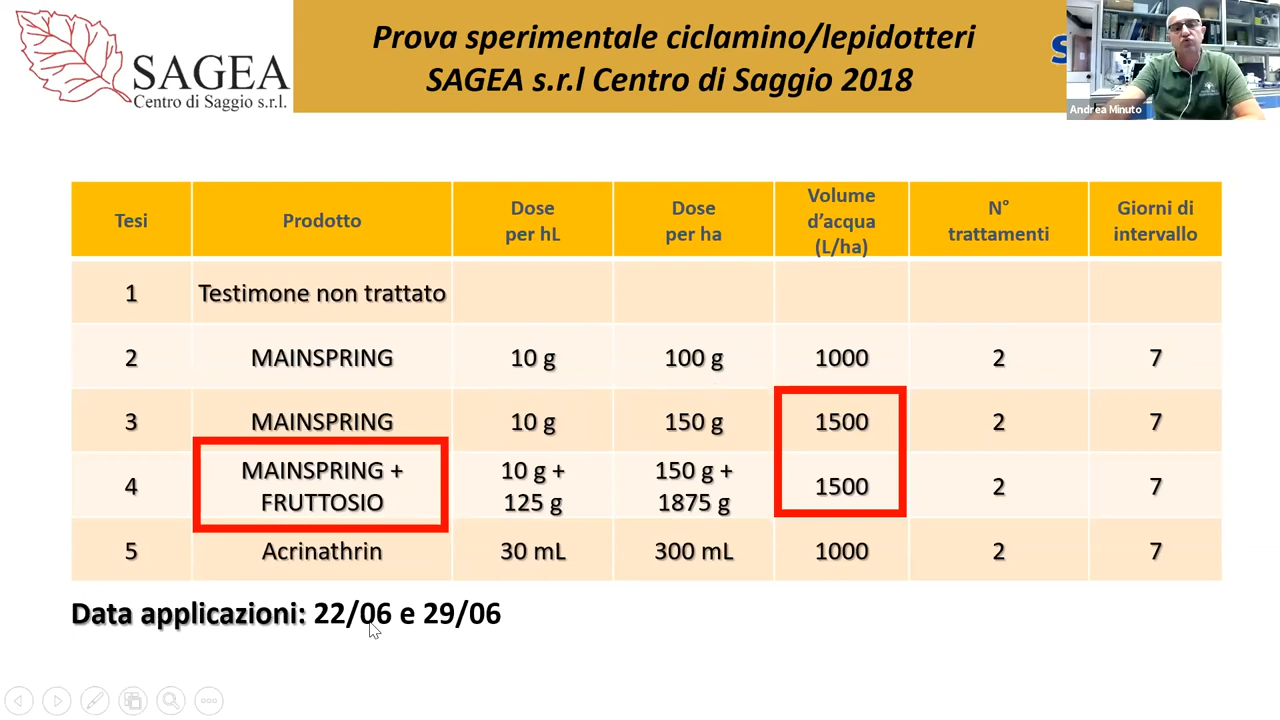 SAGEA
Centro di Saggio s.r.l.
Prova sperimentale ciclamino/lepidotteri
SAGEA s.r.l Centro di Saggio 2018
S
Andrea Minuto
Tesi
Prodotto
Dose
per hL
Dose
per ha
Volume
d'acqua
(L/ha)
N°
trattamenti
Giorni di
intervallo
1
Testimone non trattato
2
MAINSPRING
10 g
100 g
1000
2
7
3
MAINSPRING
10 g
150 g
1500
2
7
4
MAINSPRING +
FRUTTOSIO
10 g +
125 g
150 g +
1875 g
1500
2
7
5
Acrinathrin
30 mL
300 mL
1000
2
7
Data applicazioni: 22/06 e 29/06